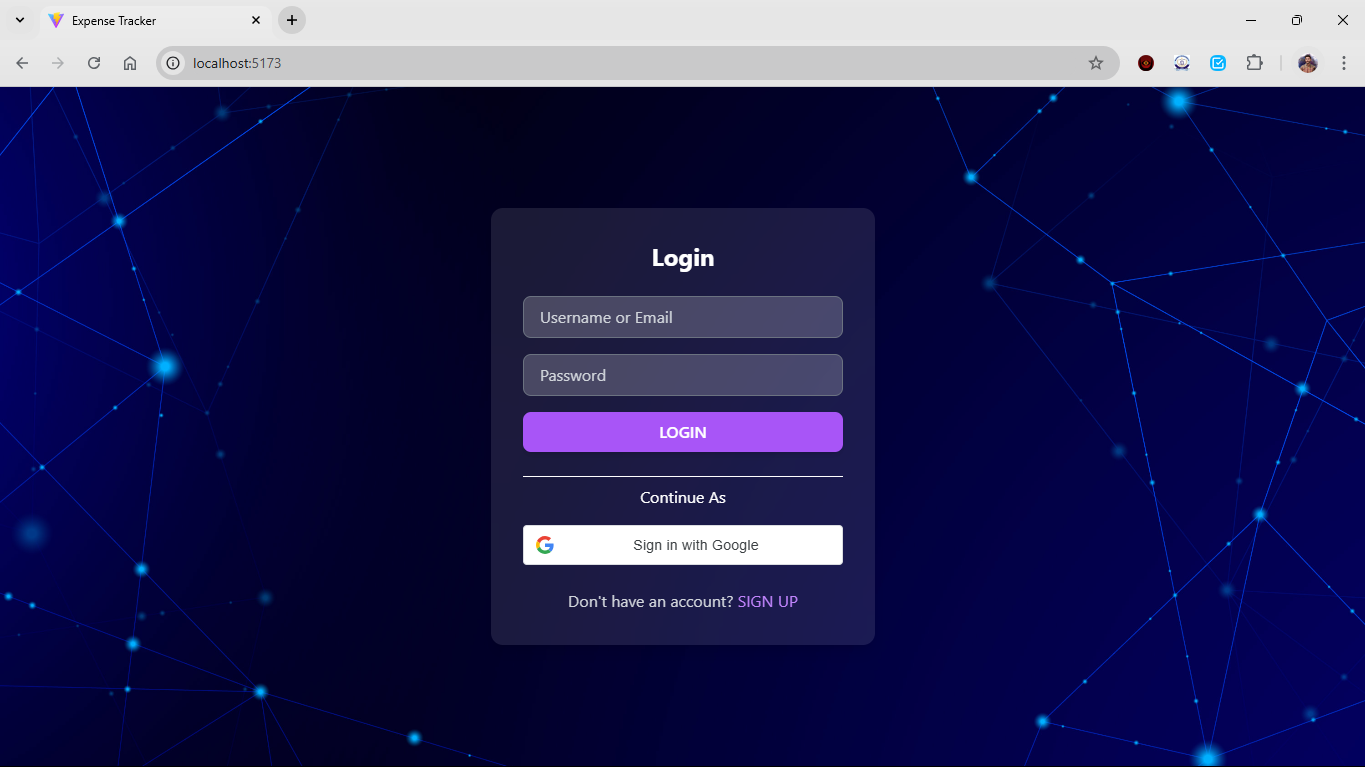 Expense Tracker
localhost:5173
Login
Username or Email
Password
LOGIN
Continue As
Sign in with Google
Don't have an account? SIGN UP